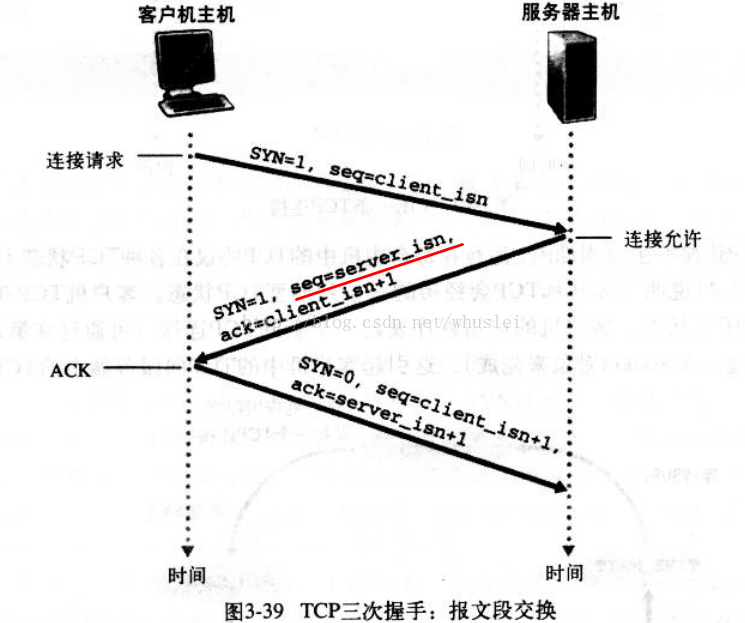 客户机主机
服务器主机
连接请求
SYN=1, seq=client_isn
连接允许
SYN=1, seq=server_isn,
ack=client_isn+1
blog.csdn.net/whuslei
ACK
SYN=0, seq=client_isn+1,
ack=server_isn+1
时间
时间
图3-39 TCP三次握手：报文段交换